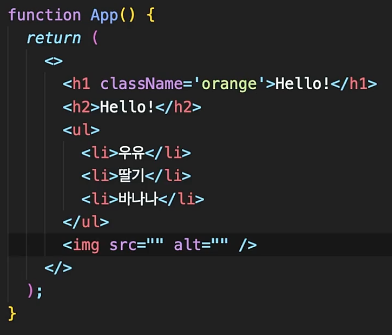 function App() {
  return (
    <>
      <h1 className='orange'>Hello!</h1>
      <h2>Hello!</h2>
      <ul>
        <li>우유</li>
        <li>딸기</li>
        <li>바나나</li>
      </ul>
      <img src="" alt="" />
    </>
  );
}